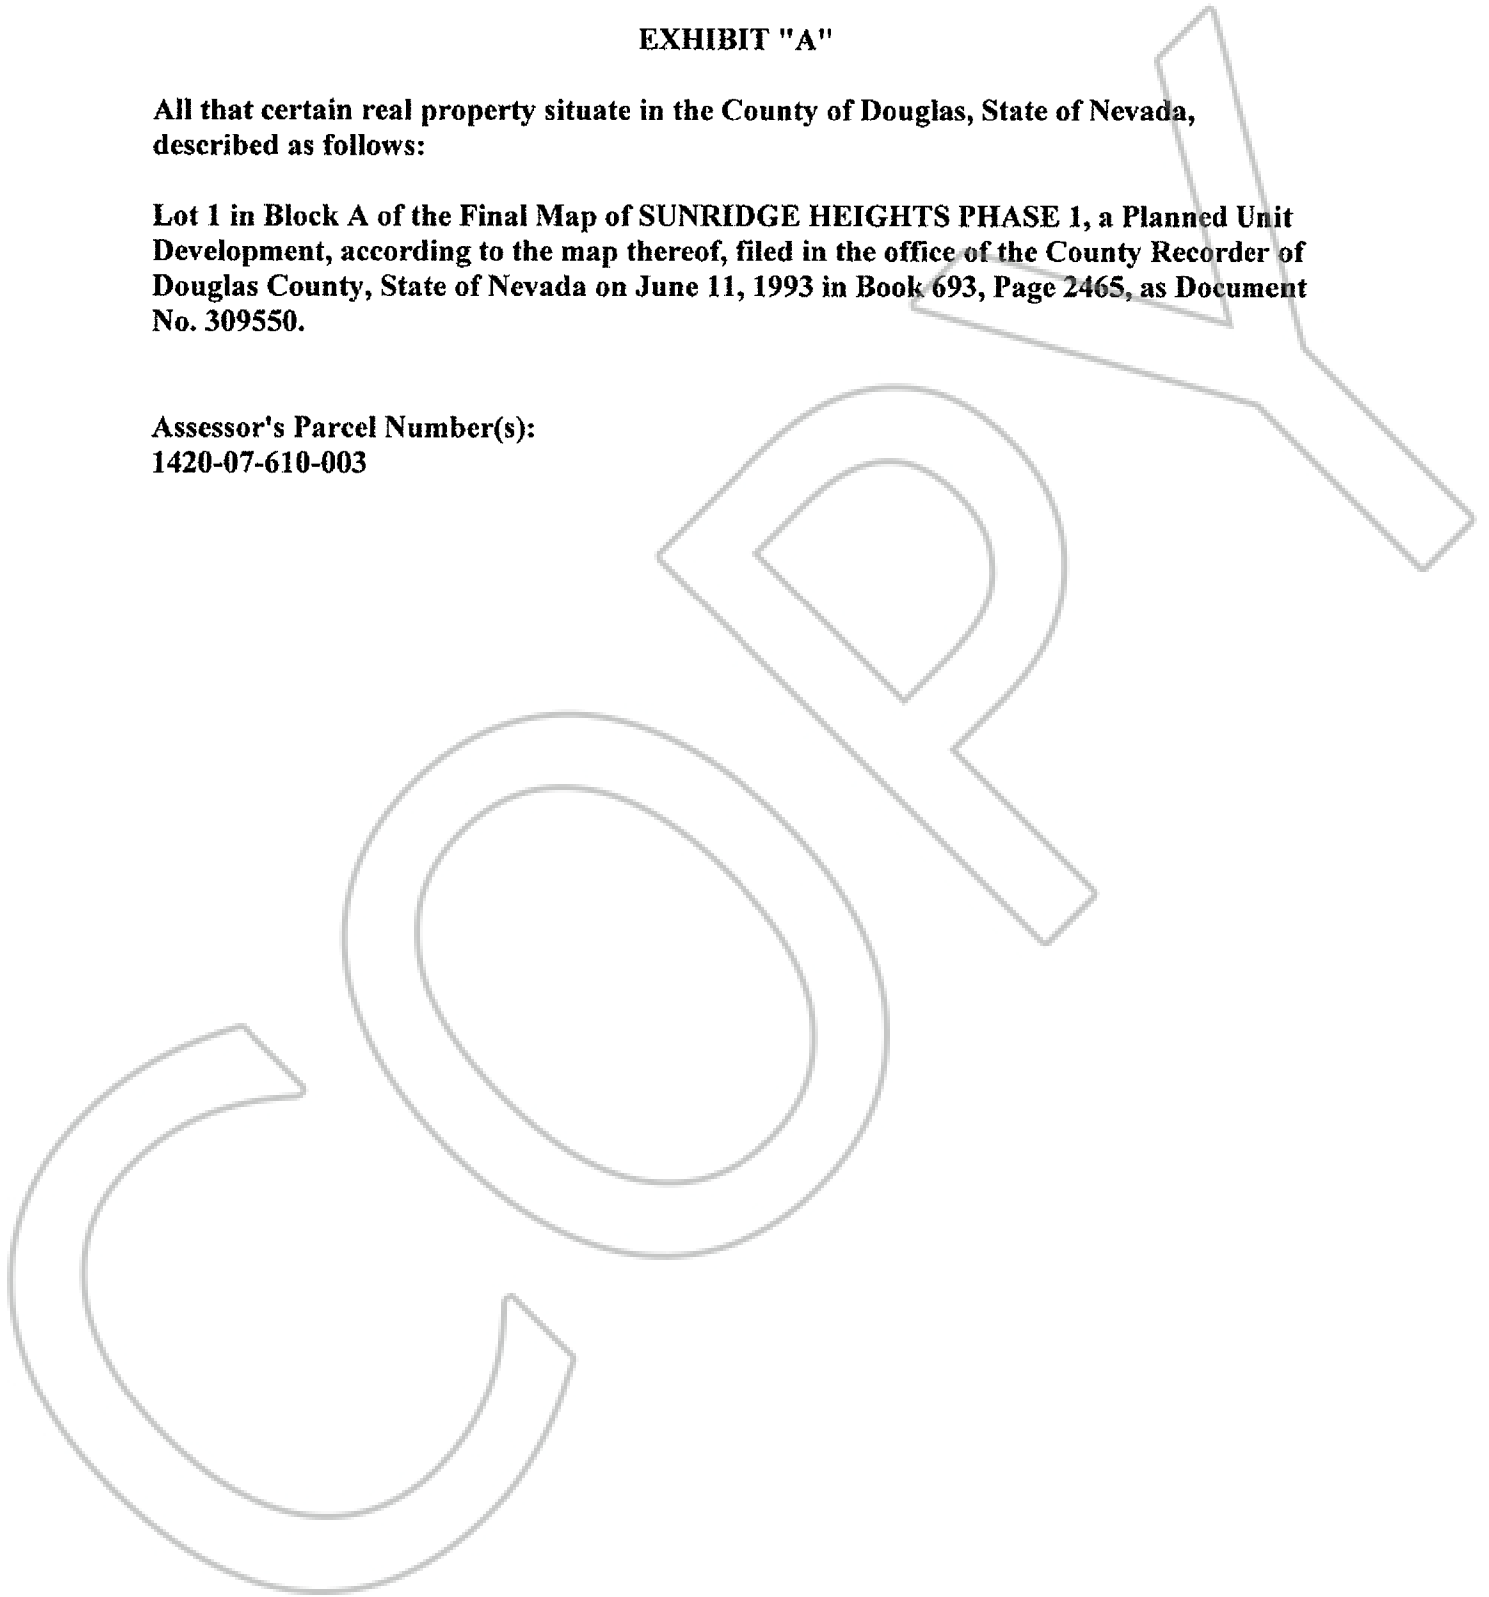 EXHIBIT "A"
All that certain real property situate in the County of Douglas, State of Nevada,
described as follows:
Lot 1 in Block A of the Final Map of SUNRIDGE HEIGHTS PHASE 1, a Planned Unit
Development, according to the map thereof, filed in the office of the County Recorder of
Douglas County, State of Nevada on June 11, 1993 in Book 693, Page 2465, as Document
No. 309550.
Assessor's Parcel Number(s):
1420-07-610-003
COPY